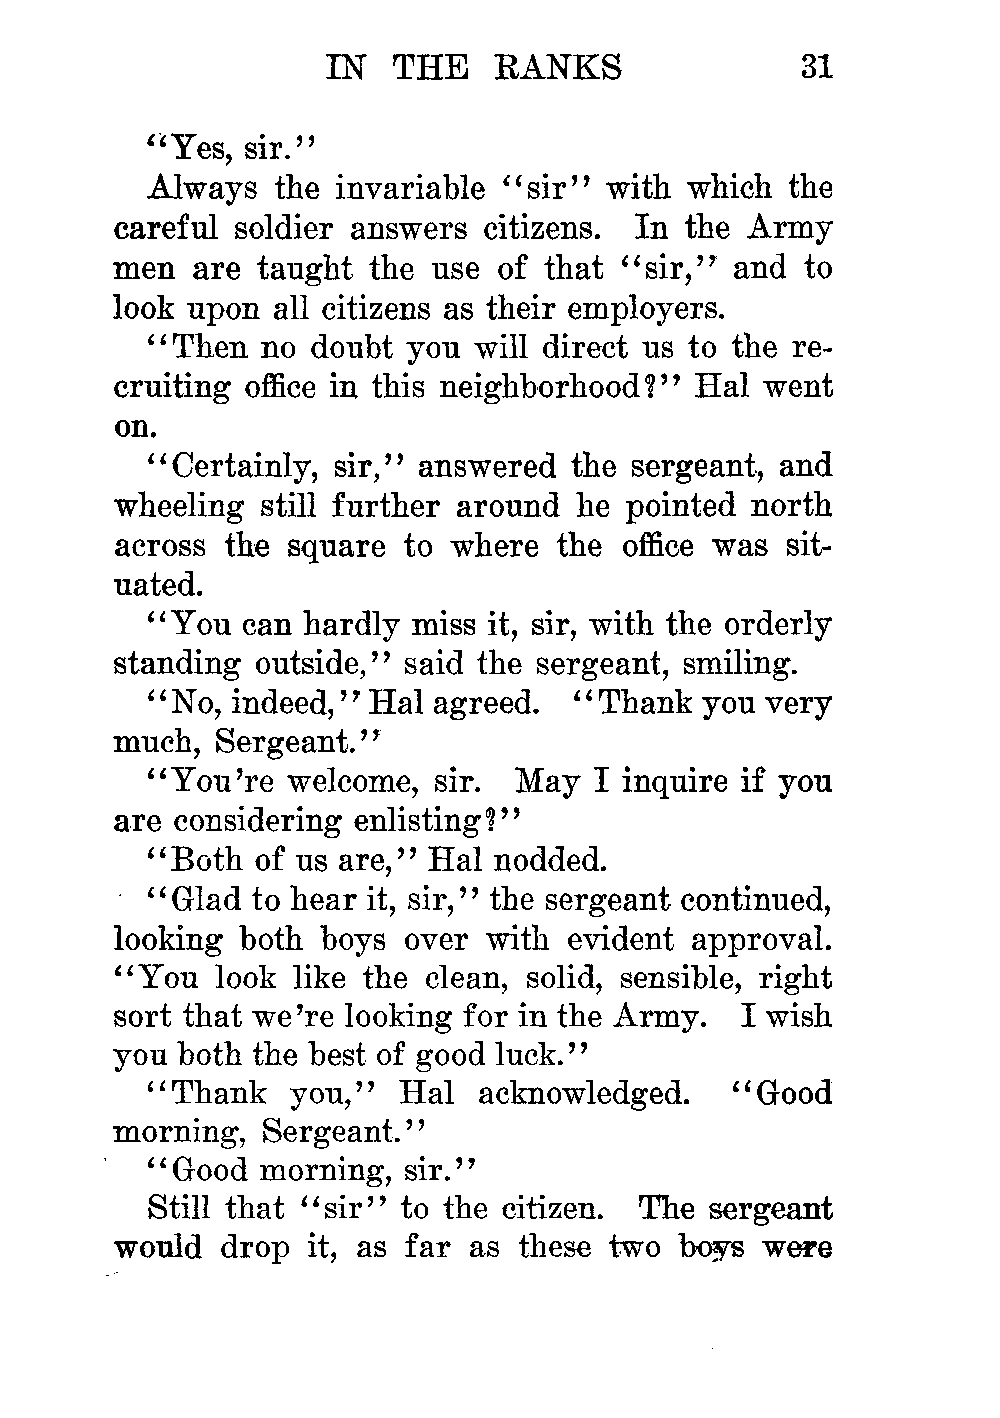 IN THE RANKS 31
“Yes, sir.”
Always the invariable “sir” with which the
careful soldier answers citizens. In the Army
men are taught the use of that “sir,” and to
look upon all citizens as their employers.
“Then no doubt you will direct us to the re-
cruiting office in this neighborhood?” Hal went
on.
“Certainly, sir,” answered the sergeant, and
wheeling still further around he pointed north
across the square to where the office was sit-
uated.
“You can hardly miss it, sir, with the orderly
standing outside,” said the sergeant, smiling.
“No, indeed,” Hal agreed. “Thank you very
much, Sergeant.”
“You’re welcome, sir. May I inquire if you
are considering enlisting?”
“Both of us are,” Hal nodded.
“Glad to hear it, sir,” the sergeant continued,
looking both boys over with evident approval.
“You look like the clean, solid, sensible, right
sort that we’re looking for in the Army. I wish
you both the best of good luck.”
“Thank you,” Hal acknowledged. “Good
morning, Sergeant.”
“Good morning, sir.”
Still that “sir” to the citizen. The sergeant
would drop it, as far as these two boys were